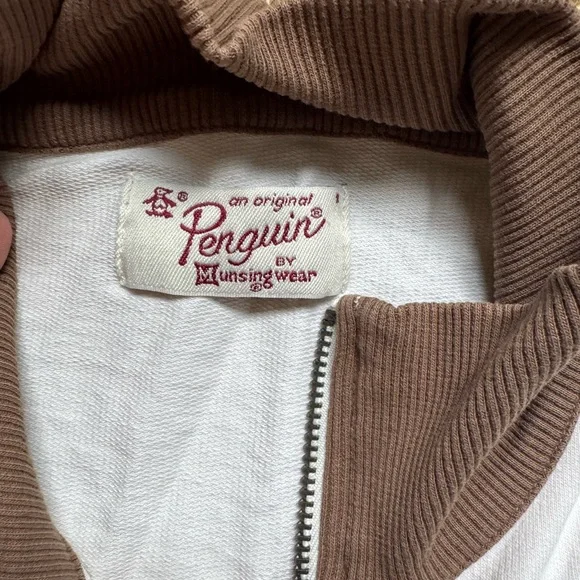 ® an original
Penguin®
BY
Munsingwear
®